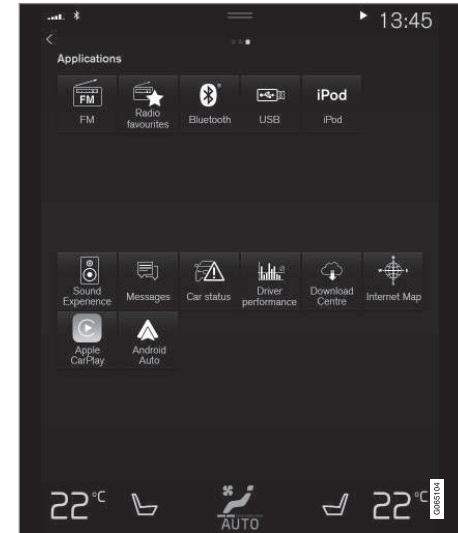 13:45
Applications
FM
FM
Radio
favourites
Bluetooth
USB
iPod
iPod
Sound
Experience
Messages
Car status
Driver
performance
Download
Centre
Internet Map
Apple
CarPlay
Android
Auto
22°C
AUTO
22°C
G065104